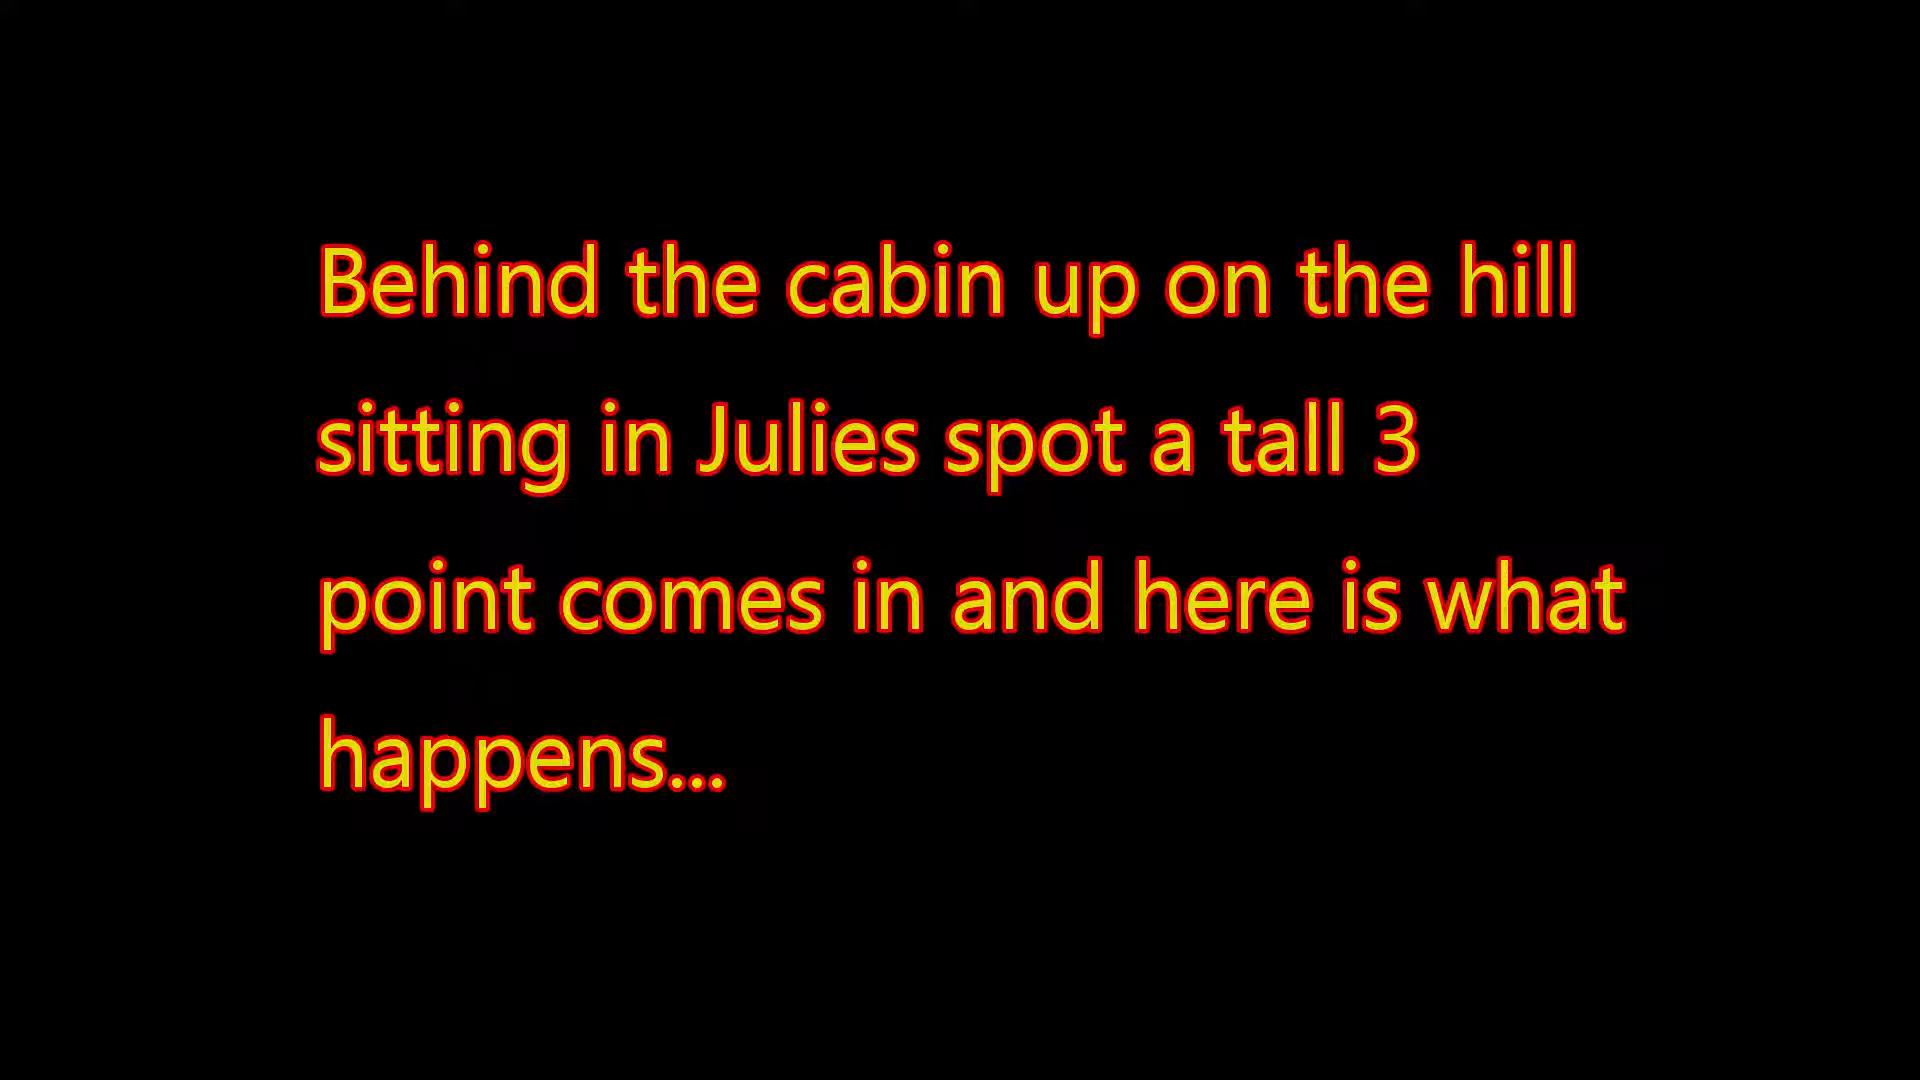 Behind the cabin up on the hill
sitting in Julies spot a tall 3
point comes in and here is what
happens...